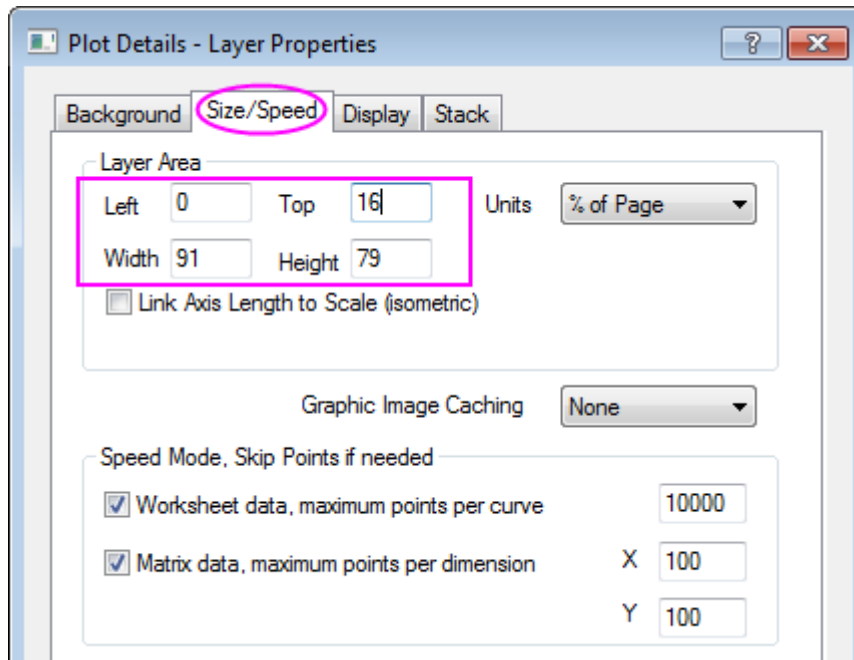 Plot Details - Layer Properties
Background Size/Speed Display Stack
Layer Area
Left 0 Top 16 Units % of Page
Width 91 Height 79
Link Axis Length to Scale (isometric)
Graphic Image Caching None
Speed Mode, Skip Points if needed
Worksheet data, maximum points per curve 10000
Matrix data, maximum points per dimension X 100
Y 100